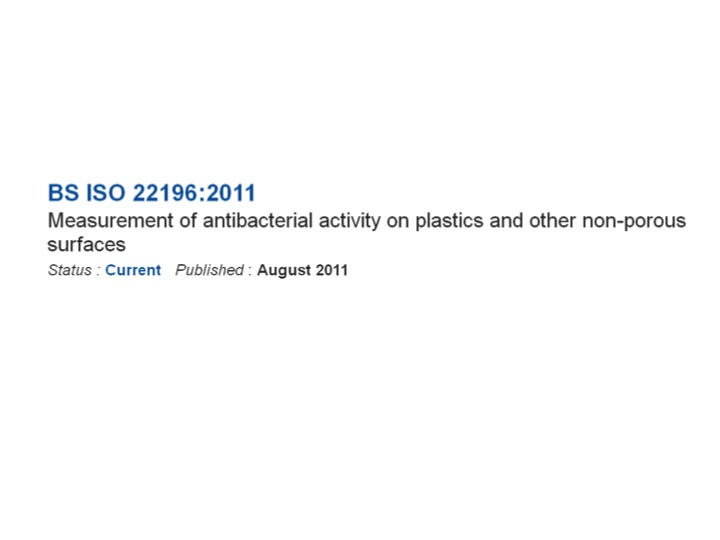 BS ISO 22196:2011
Measurement of antibacterial activity on plastics and other non-porous
surfaces
Status : Current Published : August 2011